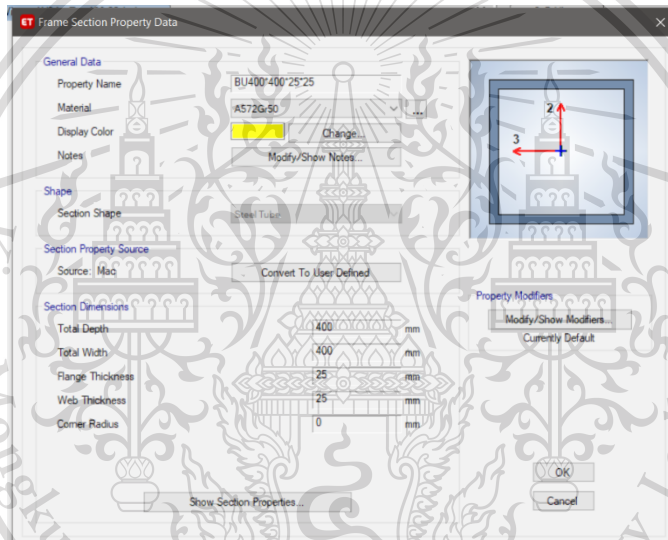 ET Frame Section Property Data
General Data
Property Name BU400*400*25*25
Material A572Gr50 ...
Display Color Change...
Notes Modify/Show Notes...
2
3
Shape
Section Shape Steel Tube
Section Property Source
Source: Mac Convert To User Defined
Section Dimensions
Total Depth 400 mm
Total Width 400 mm
Flange Thickness 25 mm
Web Thickness 25 mm
Corner Radius 0 mm
Property Modifiers
Modify/Show Modifiers...
Currently Default
Show Section Properties...
OK
Cancel